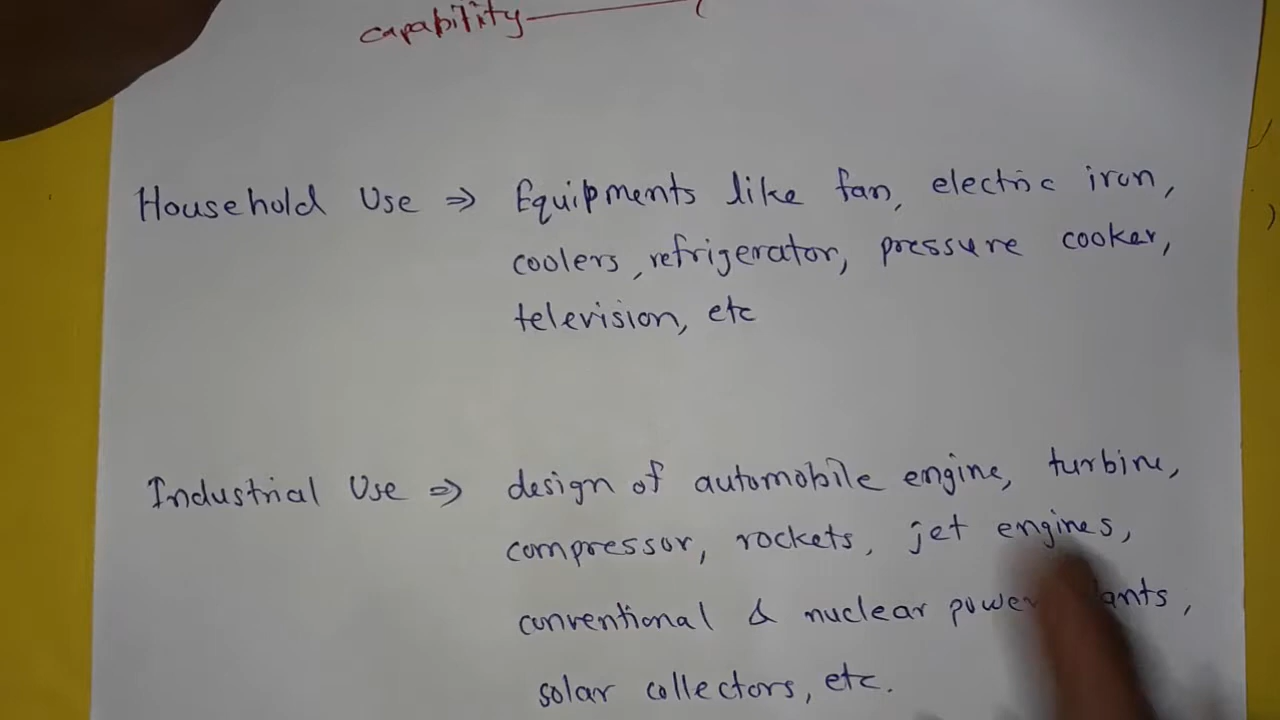 capability
Household Use ⇒ Equipments like fan, electric iron,
coolers, refrigerator, pressure cooker,
television, etc
Industrial Use ⇒ design of automobile engine, turbine,
compressor, rockets, jet engines,
conventional & nuclear power plants,
solar collectors, etc.